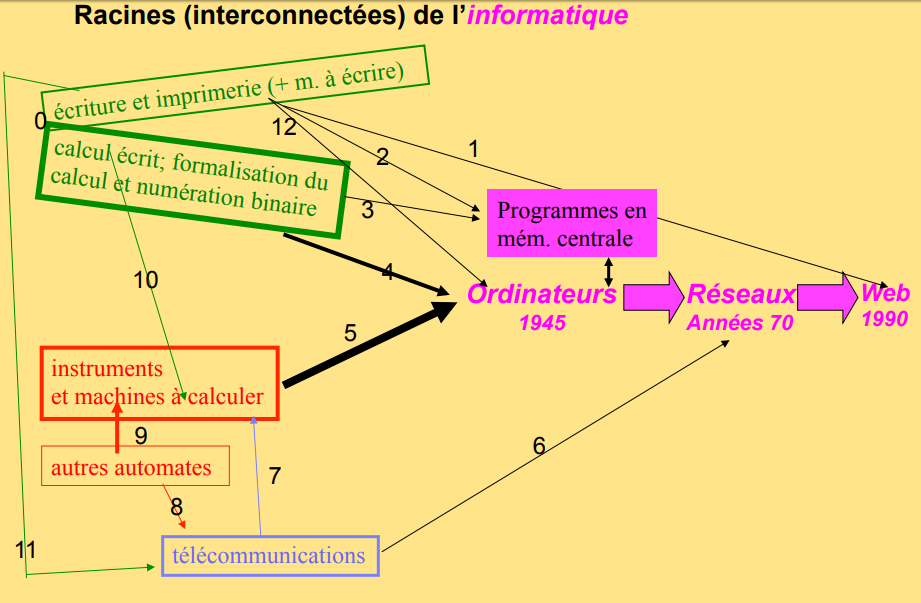 Racines (interconnectées) de l'informatique
écriture et imprimerie (+ m. à écrire)
0
12
1
calcul écrit; formalisation du
calcul et numération binaire
2
3
Programmes en
mém. centrale
4
10
Ordinateurs
1945
Réseaux
Années 70
Web
1990
5
instruments
et machines à calculer
9
autres automates
7
6
8
11
télécommunications